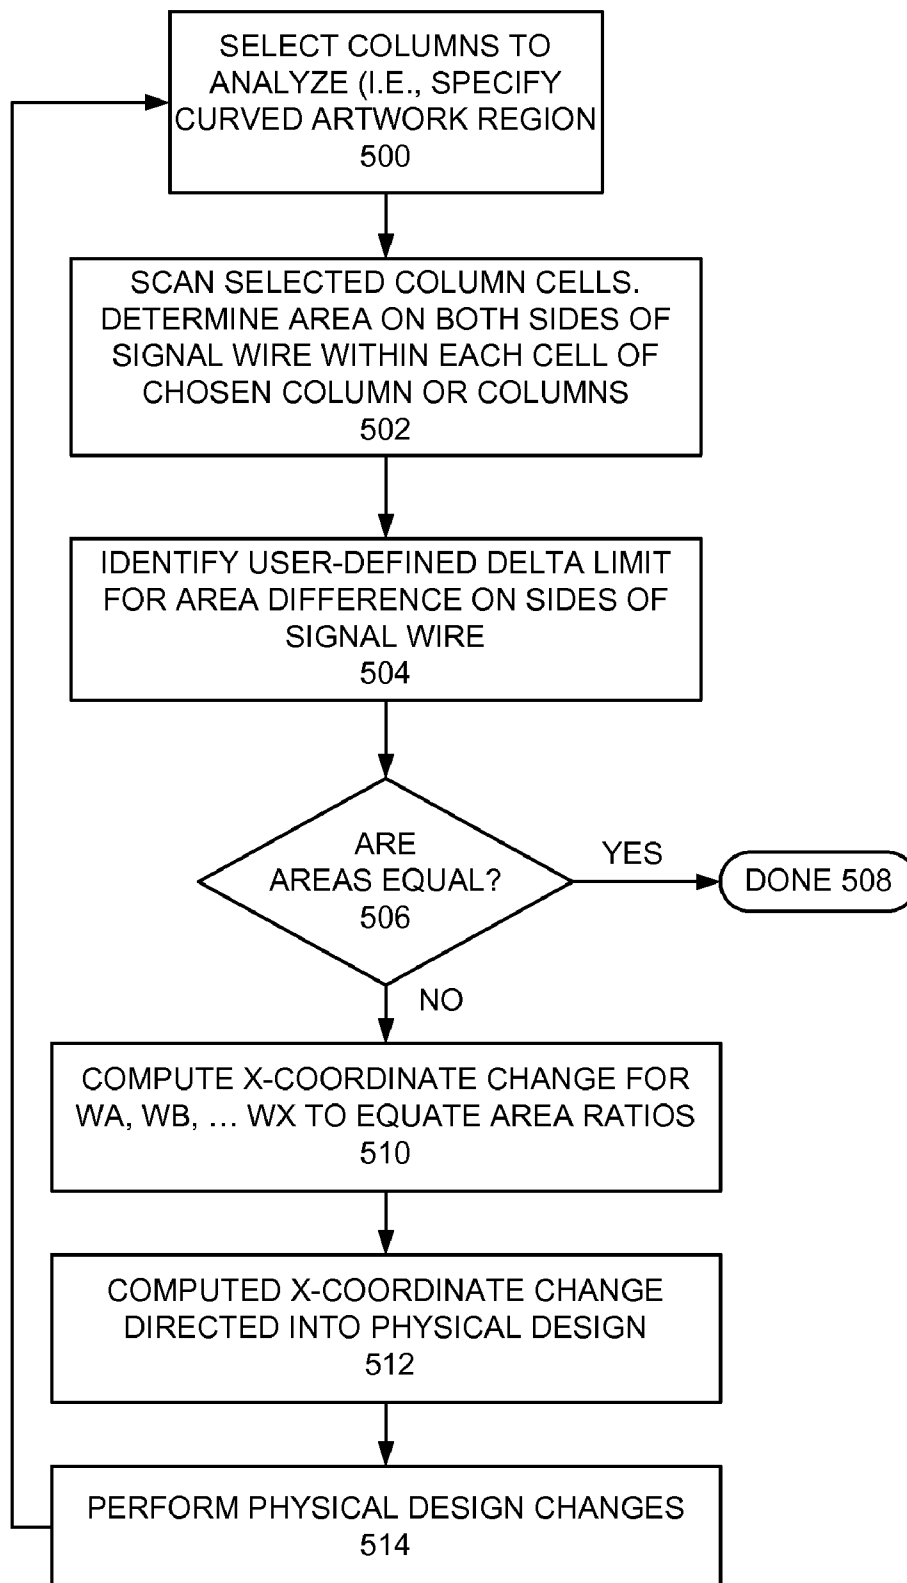 SELECT COLUMNS TO
ANALYZE (I.E., SPECIFY
CURVED ARTWORK REGION
500
SCAN SELECTED COLUMN CELLS.
DETERMINE AREA ON BOTH SIDES OF
SIGNAL WIRE WITHIN EACH CELL OF
CHOSEN COLUMN OR COLUMNS
502
IDENTIFY USER-DEFINED DELTA LIMIT
FOR AREA DIFFERENCE ON SIDES OF
SIGNAL WIRE
504
ARE
AREAS EQUAL?
506
YES
DONE 508
NO
COMPUTE X-COORDINATE CHANGE FOR
WA, WB, ... WX TO EQUATE AREA RATIOS
510
COMPUTED X-COORDINATE CHANGE
DIRECTED INTO PHYSICAL DESIGN
512
PERFORM PHYSICAL DESIGN CHANGES
514